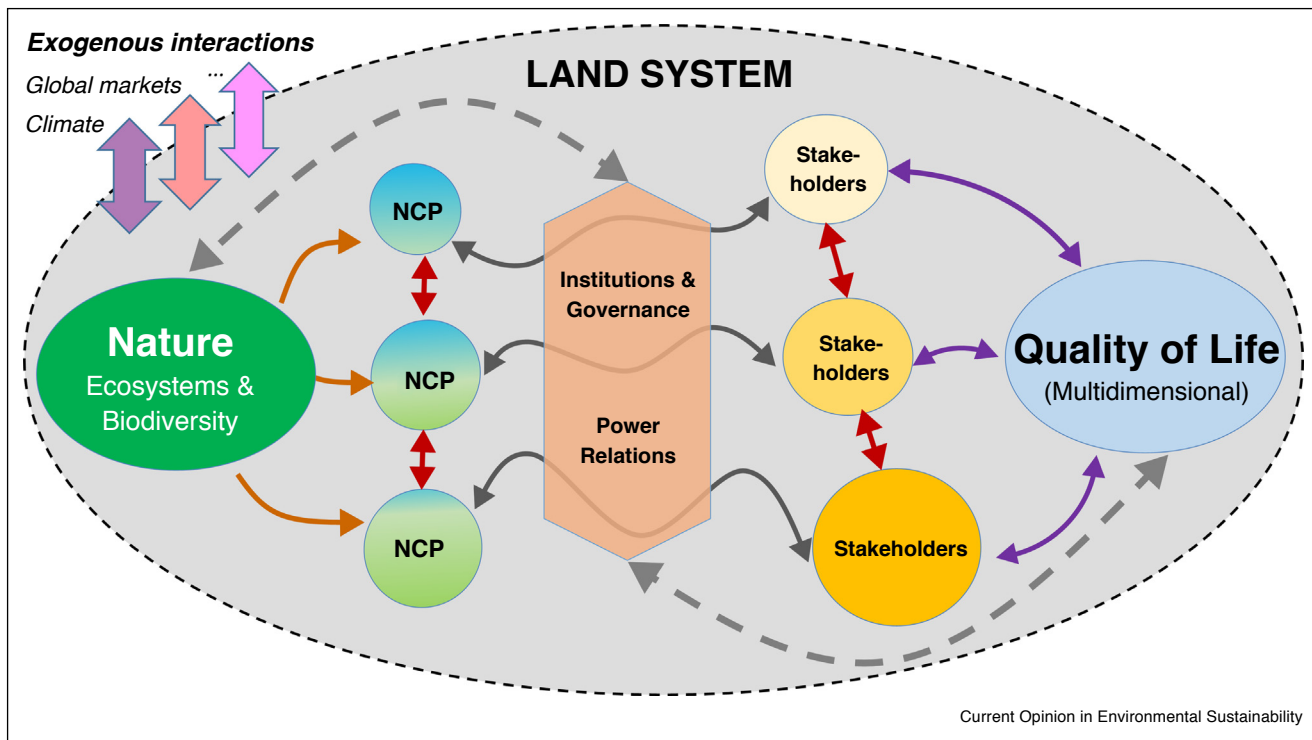 Exogenous interactions
...
Global markets
Climate
LAND SYSTEM
Nature
Ecosystems &
Biodiversity
NCP
NCP
NCP
Institutions &
Governance
Power
Relations
Stake-
holders
Stake-
holders
Stakeholders
Quality of Life
(Multidimensional)
Current Opinion in Environmental Sustainability